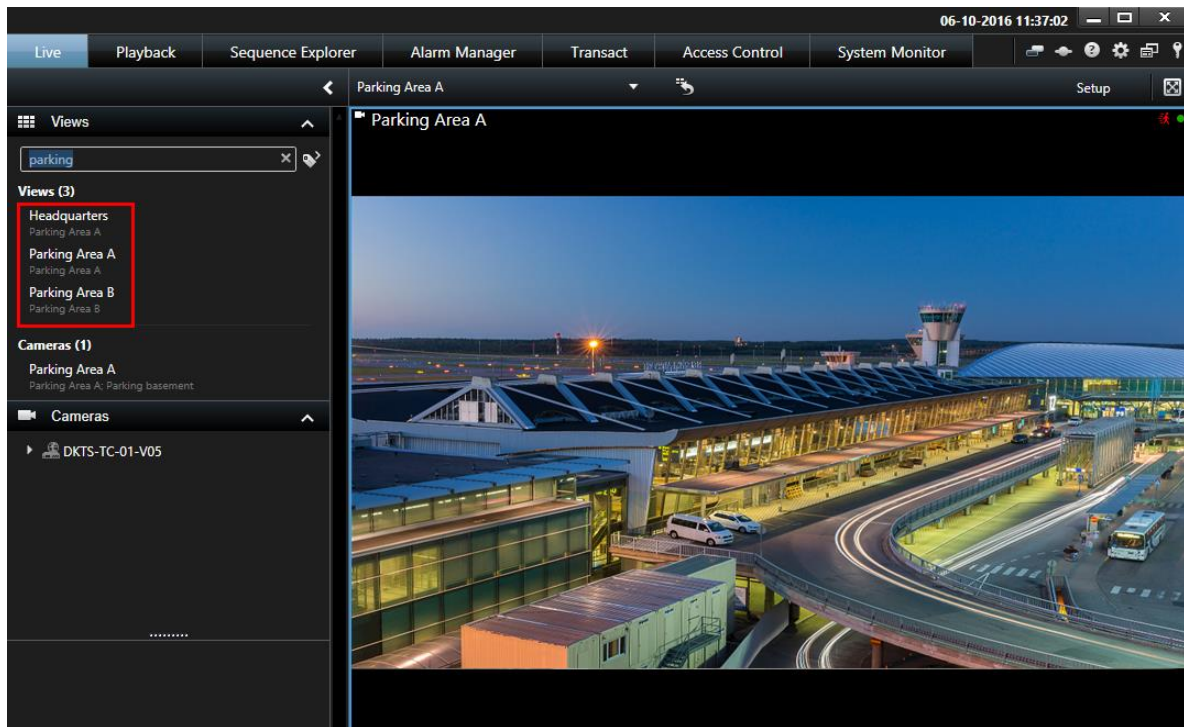 06-10-2016 11:37:02
Live Playback Sequence Explorer Alarm Manager Transact Access Control System Monitor
Parking Area A
Setup
Views
parking
Views (3)
Headquarters
Parking Area A
Parking Area A
Parking Area A
Parking Area B
Parking Area B
Cameras (1)
Parking Area A
Parking Area A; Parking basement
Cameras
DKTS-TC-01-V05
Parking Area A